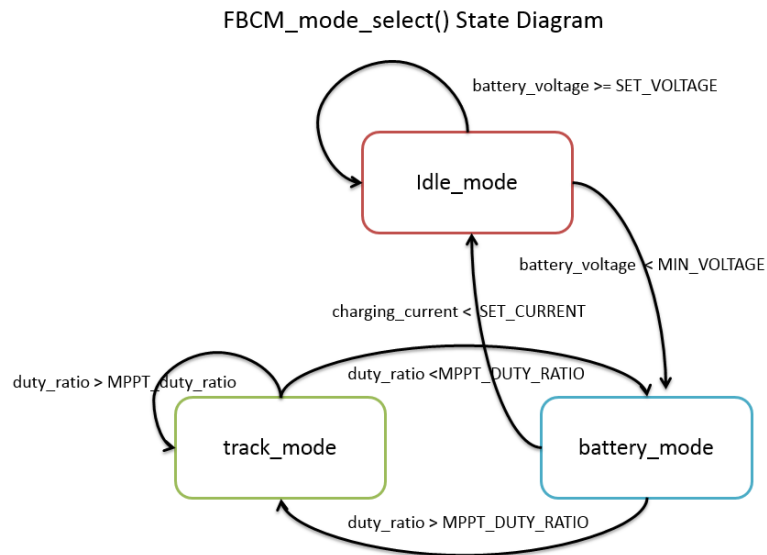 FBCM_mode_select() State Diagram
battery_voltage >= SET_VOLTAGE
Idle_mode
battery_voltage < MIN_VOLTAGE
charging_current < SET_CURRENT
duty_ratio > MPPT_duty_ratio
duty_ratio <MPPT_DUTY_RATIO
track_mode
battery_mode
duty_ratio > MPPT_DUTY_RATIO